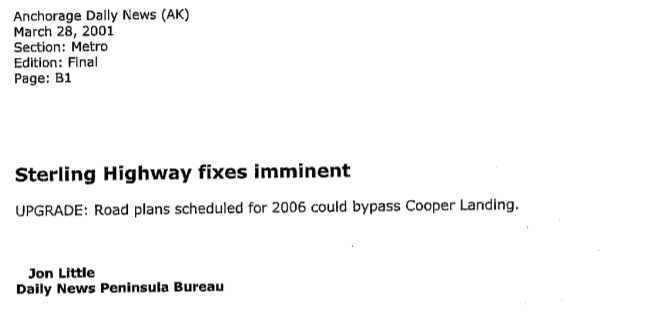 Anchorage Daily News (AK)
March 28, 2001
Section: Metro
Edition: Final
Page: B1
Sterling Highway fixes imminent
UPGRADE: Road plans scheduled for 2006 could bypass Cooper Landing.
Jon Little
Daily News Peninsula Bureau